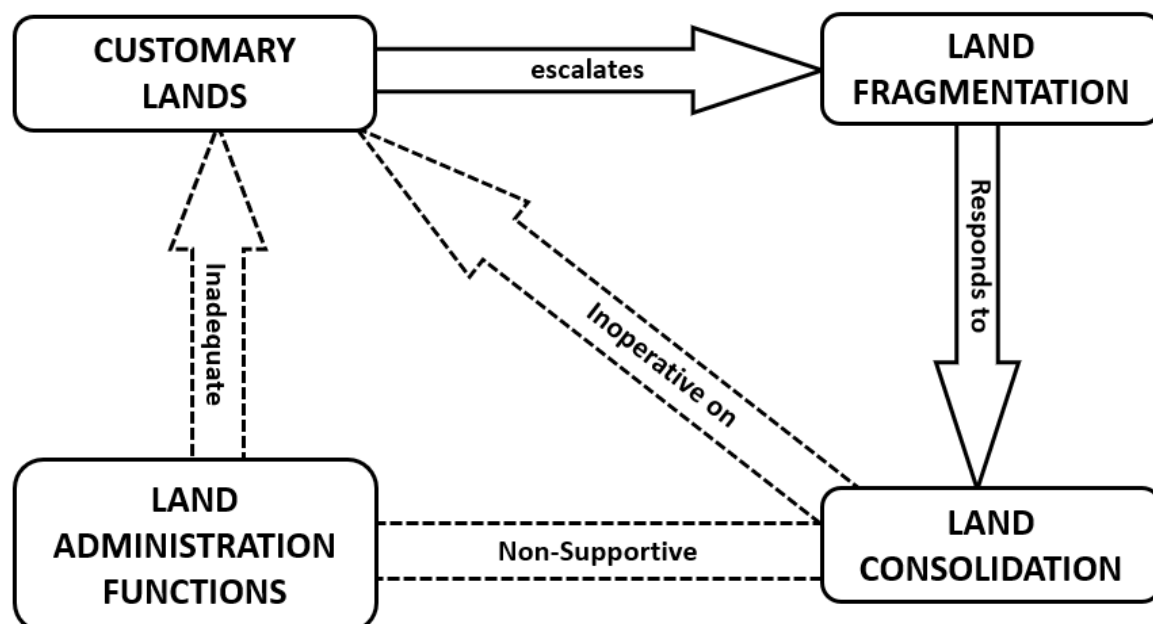 CUSTOMARY
LANDS
escalates
LAND
FRAGMENTATION
Responds to
Inadequate
Inoperative on
LAND
ADMINISTRATION
FUNCTIONS
Non-Supportive
LAND
CONSOLIDATION